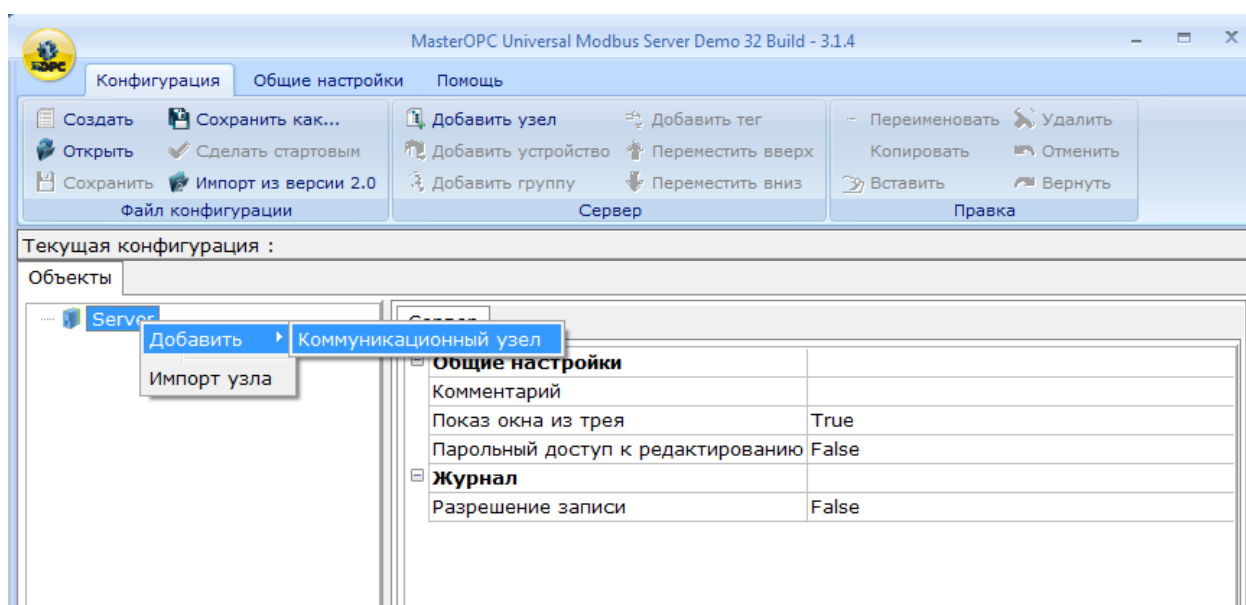 MasterOPC Universal Modbus Server Demo 32 Build - 3.1.4
Конфигурация Общие настройки Помощь
Создать Сохранить как... Добавить узел Добавить тег Переименовать Удалить
Открыть Сделать стартовым Добавить устройство Переместить вверх Копировать Отменить
Сохранить Импорт из версии 2.0 Добавить группу Переместить вниз Вставить Вернуть
Файл конфигурации Сервер Правка
Текущая конфигурация :
Объекты
Server
Добавить Коммуникационный узел
Импорт узла
Общие настройки
Комментарий
Показ окна из трея True
Парольный доступ к редактированию False
Журнал
Разрешение записи False